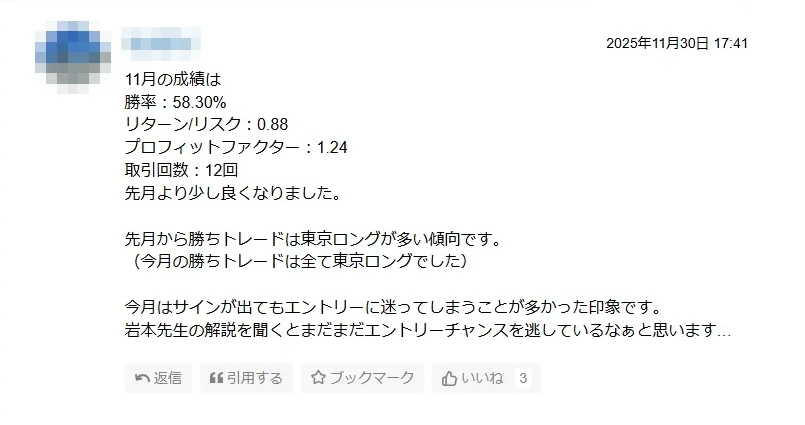 2025年11月30日 17:41
11月の成績は
勝率：58.30%
リターン/リスク：0.88
プロフィットファクター：1.24
取引回数：12回
先月より少し良くなりました。
先月から勝ちトレードは東京ロングが多い傾向です。
（今月の勝ちトレードは全て東京ロングでした）
今月はサインが出てもエントリーに迷ってしまうことが多かった印象です。
岩本先生の解説を聞くとまだまだエントリーチャンスを逃しているなぁと思います…
返信 引用する ブックマーク いいね 3